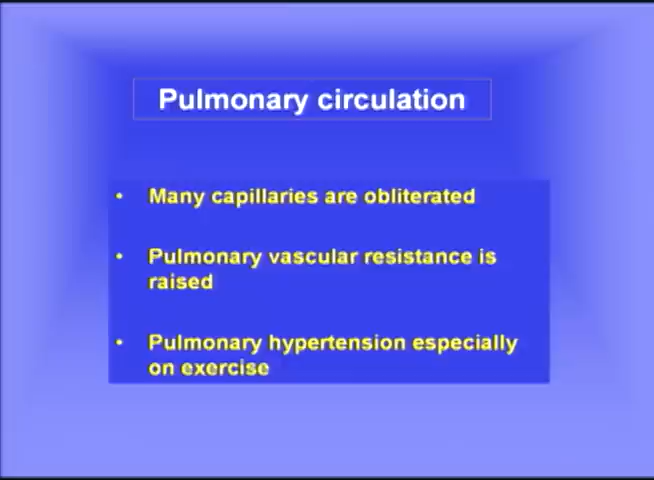 Pulmonary circulation
• Many capillaries are obliterated
• Pulmonary vascular resistance is
raised
• Pulmonary hypertension especially
on exercise